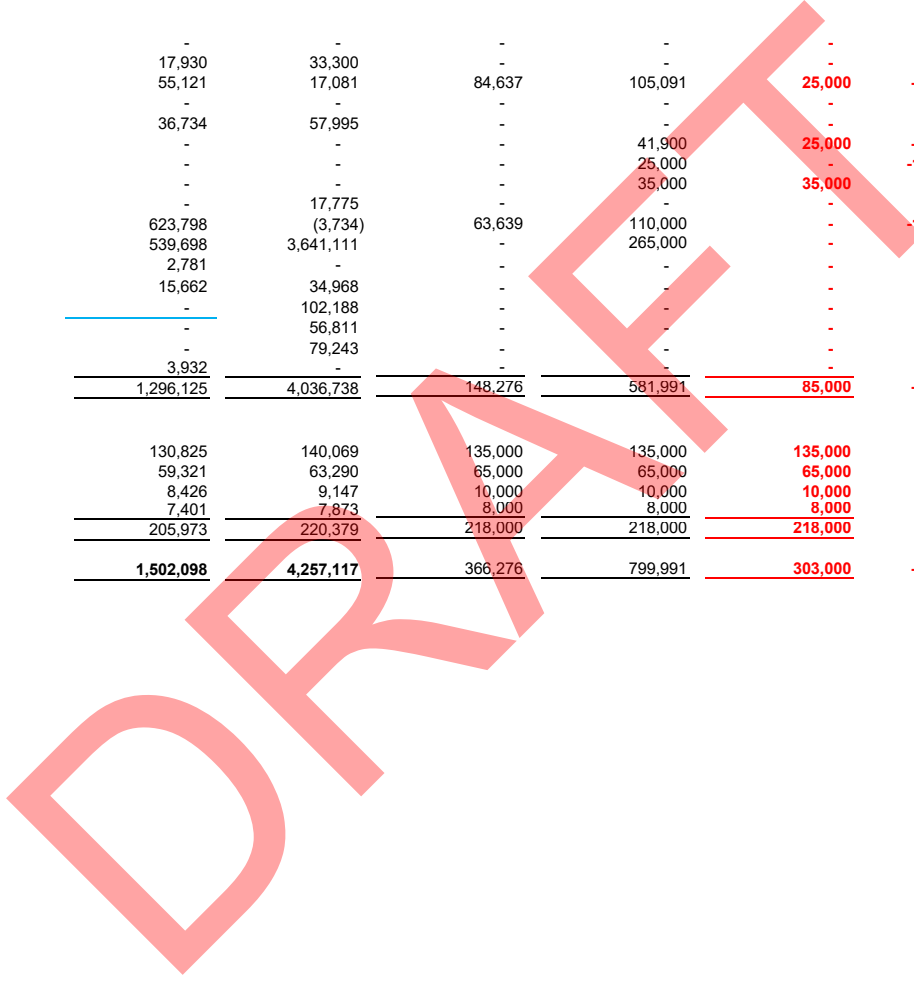 - - - - -
17,930 33,300 - - -
55,121 17,081 84,637 105,091 25,000 -
- - - - -
36,734 57,995 - - -
- - - 41,900 25,000 -
- - - 25,000 -
- - - 35,000 35,000
- 17,775 - - -
623,798 (3,734) 63,639 110,000 -
539,698 3,641,111 - 265,000 -
2,781 - - - -
15,662 34,968 - - -
- 102,188 - - -
- 56,811 - - -
- 79,243 - - -
3,932 - - - -
1,296,125 4,036,738 148,276 581,991 85,000 -
130,825 140,069 135,000 135,000 135,000
59,321 63,290 65,000 65,000 65,000
8,426 9,147 10,000 10,000 10,000
7,401 7,873 8,000 8,000 8,000
205,973 220,379 218,000 218,000 218,000
1,502,098 4,257,117 366,276 799,991 303,000 -
DRAFT